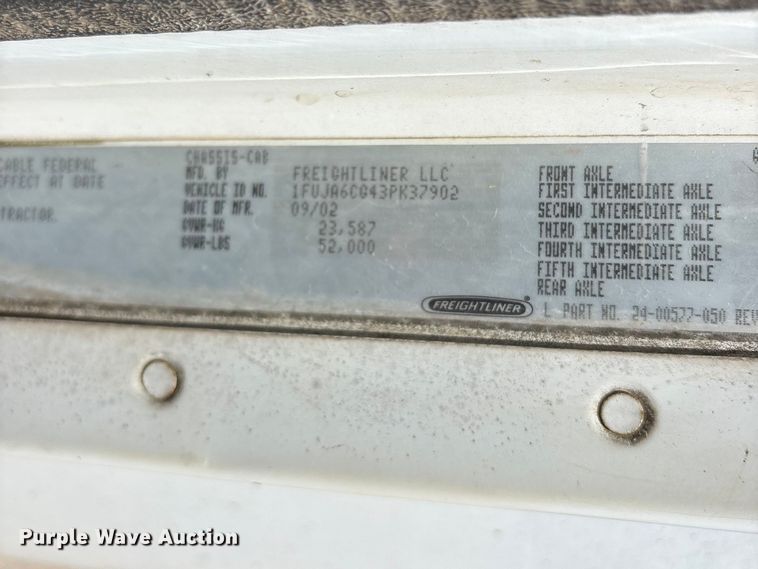 CABLE FEDERAL
EFFECT AT DATE
TRACTOR.
CHASSIS-CAB
MFD. BY FREIGHTLINER LLC
VEHICLE ID NO. 1FUJA6CG43PK37902
DATE OF MFR. 09/02
GVWR-KG 23,587
GVWR-LBS 52,000
FRONT AXLE
FIRST INTERMEDIATE AXLE
SECOND INTERMEDIATE AXLE
THIRD INTERMEDIATE AXLE
FOURTH INTERMEDIATE AXLE
FIFTH INTERMEDIATE AXLE
REAR AXLE
FREIGHTLINER
L PART NO. 24-00577-050 REV
Purple Wave Auction